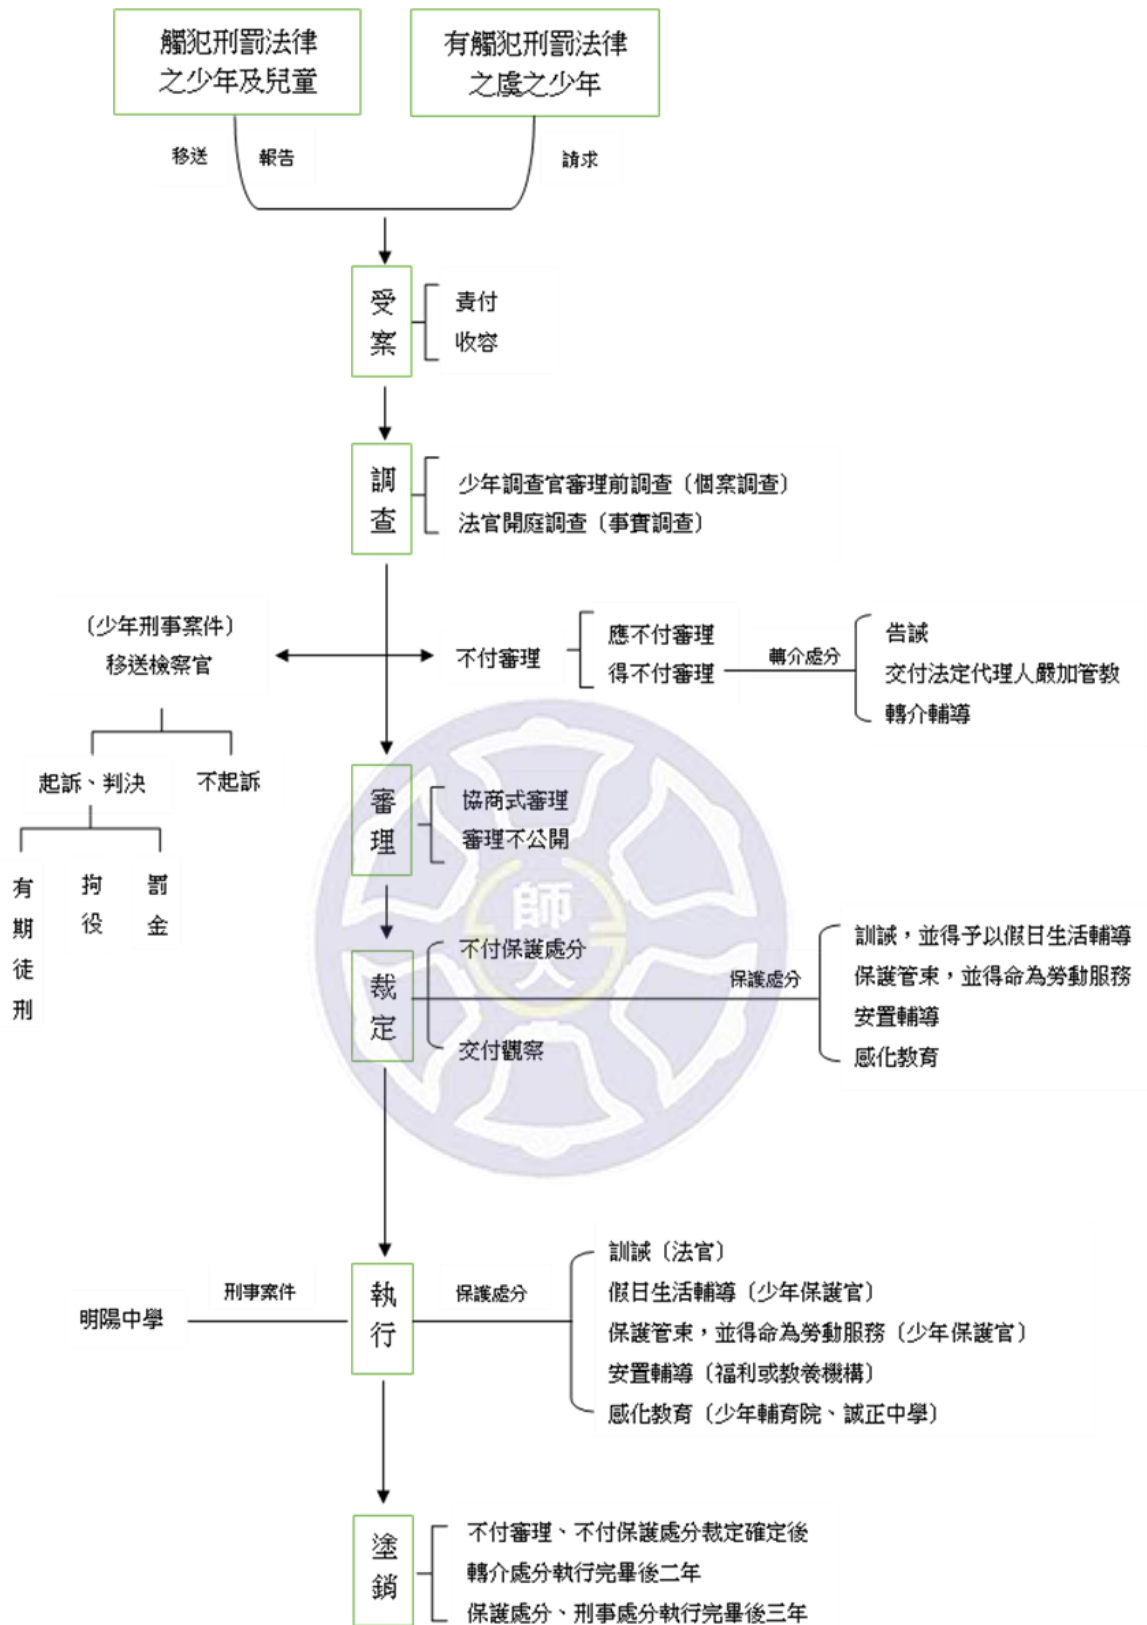 觸犯刑罰法律
之少年及兒童
有觸犯刑罰法律
之虞之少年
移送
報告
請求
受案
責付
收容
調查
少年調查官審理前調查〔個案調查〕
法官開庭調查〔事實調查〕
〔少年刑事案件〕
移送檢察官
不付審理
應不付審理
得不付審理
轉介處分
告誡
交付法定代理人嚴加管教
轉介輔導
起訴、判決
不起訴
有期徒刑
拘役
罰金
審理
協商式審理
審理不公開
師大
裁定
不付保護處分
交付觀察
保護處分
訓誡，並得予以假日生活輔導
保護管束，並得命為勞動服務
安置輔導
感化教育
明陽中學
刑事案件
執行
保護處分
訓誡〔法官〕
假日生活輔導〔少年保護官〕
保護管束，並得命為勞動服務〔少年保護官〕
安置輔導〔福利或教養機構〕
感化教育〔少年輔育院、誠正中學〕
塗銷
不付審理、不付保護處分裁定確定後
轉介處分執行完畢後二年
保護處分、刑事處分執行完畢後三年